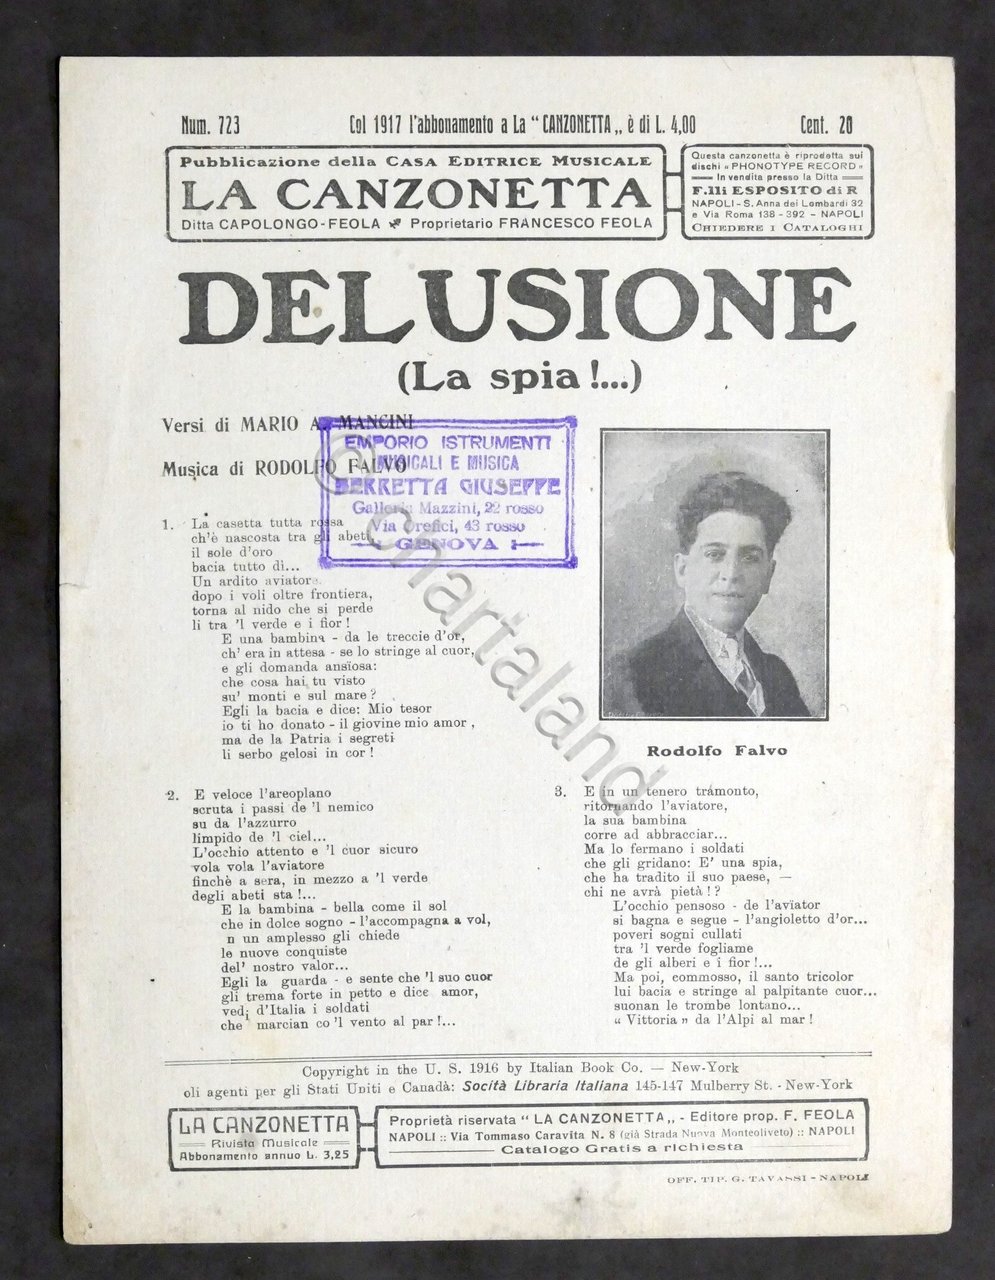 Num. 723
Col 1917 l'abbonamento a La " CANZONETTA „ è di L. 4,00
Cent. 20
Pubblicazione della CASA EDITRICE MUSICALE
LA CANZONETTA
Ditta CAPOLONGO-FEOLA Proprietario FRANCESCO FEOLA
Questa canzonetta è riprodotta sui
dischi « PHONOTYPE RECORD »
In vendita presso la Ditta
F.lli ESPOSITO di R
NAPOLI - S. Anna dei Lombardi 32
e Via Roma 138 - 392 - NAPOLI
CHIEDERE I CATALOGHI
DELUSIONE
(La spia !...)
Versi di MARIO A. MANCINI
Musica di RODOLFO FALVO
EMPORIO ISTRUMENTI
MUSICALI E MUSICA
BERRETTA GIUSEPPE
Galleria Mazzini, 22 rosso
Via Orefici, 43 rosso
GENOVA
1. La casetta tutta rossa
ch'è nascosta tra gli abeti
il sole d'oro
bacia tutto dì...
Un ardito aviatore
dopo i voli oltre frontiera,
torna al nido che si perde
lì tra 'l verde e i fior !
E una bambina - da le treccie d'or,
ch' era in attesa - se lo stringe al cuor,
e gli domanda ansïosa:
che cosa hai tu visto
su' monti e sul mare ?
Egli la bacia e dice: Mio tesor
io ti ho donato - il giovine mio amor ,
ma de la Patria i segreti
li serbo gelosi in cor !
Rodolfo Falvo
2. E veloce l'areoplano
scruta i passi de 'l nemico
su da l'azzurro
limpido de 'l ciel...
L'occhio attento e 'l cuor sicuro
vola vola l'aviatore
finchè a sera, in mezzo a 'l verde
degli abeti sta !...
E la bambina - bella come il sol
che in dolce sogno - l'accompagna a vol,
n un amplesso gli chiede
le nuove conquiste
del' nostro valor...
Egli la guarda - e sente che 'l suo cuor
gli trema forte in petto e dice amor,
vedi d'Italia i soldati
che marcian co 'l vento al par !...
3. E in un tenero tramonto,
ritornando l'aviatore,
la sua bambina
corre ad abbracciar...
Ma lo fermano i soldati
che gli gridano: E' una spia,
che ha tradito il suo paese, —
chi ne avrà pietà ! ?
L'occhio pensoso - de l'aviator
si bagna e segue - l'angioletto d'or...
poveri sogni cullati
tra 'l verde fogliame
de gli alberi e i fior !...
Ma poi, commosso, il santo tricolor
lui bacia e stringe al palpitante cuor...
suonan le trombe lontano...
“ Vittoria » da l'Alpi al mar !
Copyright in the U. S. 1916 by Italian Book Co. — New-York
oli agenti per gli Stati Uniti e Canadà: Socità Libraria Italiana 145-147 Mulberry St. - New-York
LA CANZONETTA
Rivista Musicale
Abbonamento annuo L. 3,25
Proprietà riservata " LA CANZONETTA „ - Editore prop. F. FEOLA
NAPOLI :: Via Tommaso Caravita N. 8 (già Strada Nuova Monteoliveto) :: NAPOLI
Catalogo Gratis a richiesta
OFF. TIP. G. TAVASSI - NAPOLI
© Chartaland